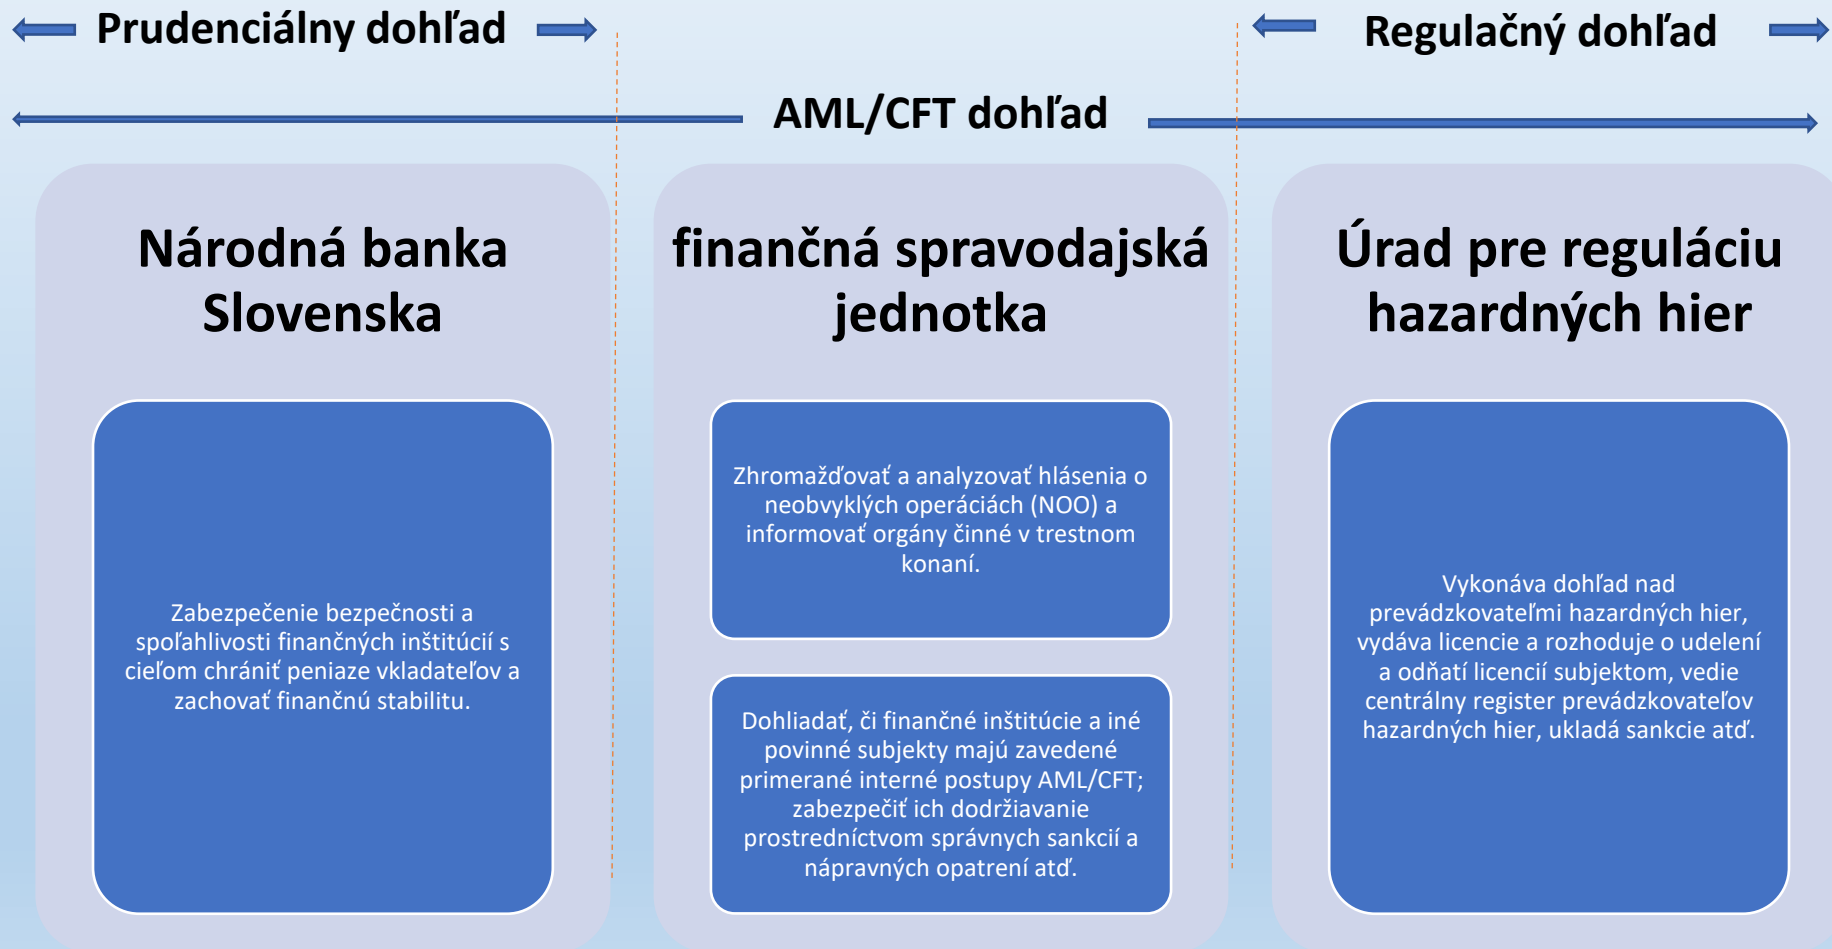 Prudenciálny dohľad
Regulačný dohľad
AML/CFT dohľad
Národná banka
Slovenska
Zabezpečenie bezpečnosti a
spoľahlivosti finančných inštitúcií s
cieľom chrániť peniaze vkladateľov a
zachovať finančnú stabilitu.
finančná spravodajská
jednotka
Zhromažďovať a analyzovať hlásenia o
neobvyklých operáciách (NOO) a
informovať orgány činné v trestnom
konaní.
Dohliadať, či finančné inštitúcie a iné
povinné subjekty majú zavedené
primerané interné postupy AML/CFT;
zabezpečiť ich dodržiavanie
prostredníctvom správnych sankcií a
nápravných opatrení atď.
Úrad pre reguláciu
hazardných hier
Vykonáva dohľad nad
prevádzkovateľmi hazardných hier,
vydáva licencie a rozhoduje o udelení
a odňatí licencií subjektom, vedie
centrálny register prevádzkovateľov
hazardných hier, ukladá sankcie atď.